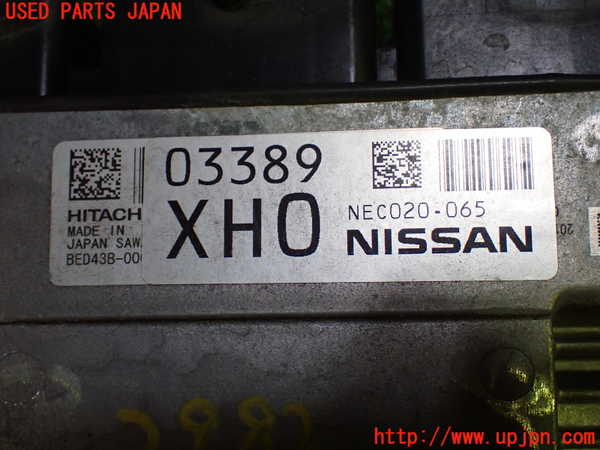 USED PARTS JAPAN
03389
XH0
NEC020-065
NISSAN
HITACH
MADE IN
JAPAN SAW
BED43B-00
http://www.upjpn.com